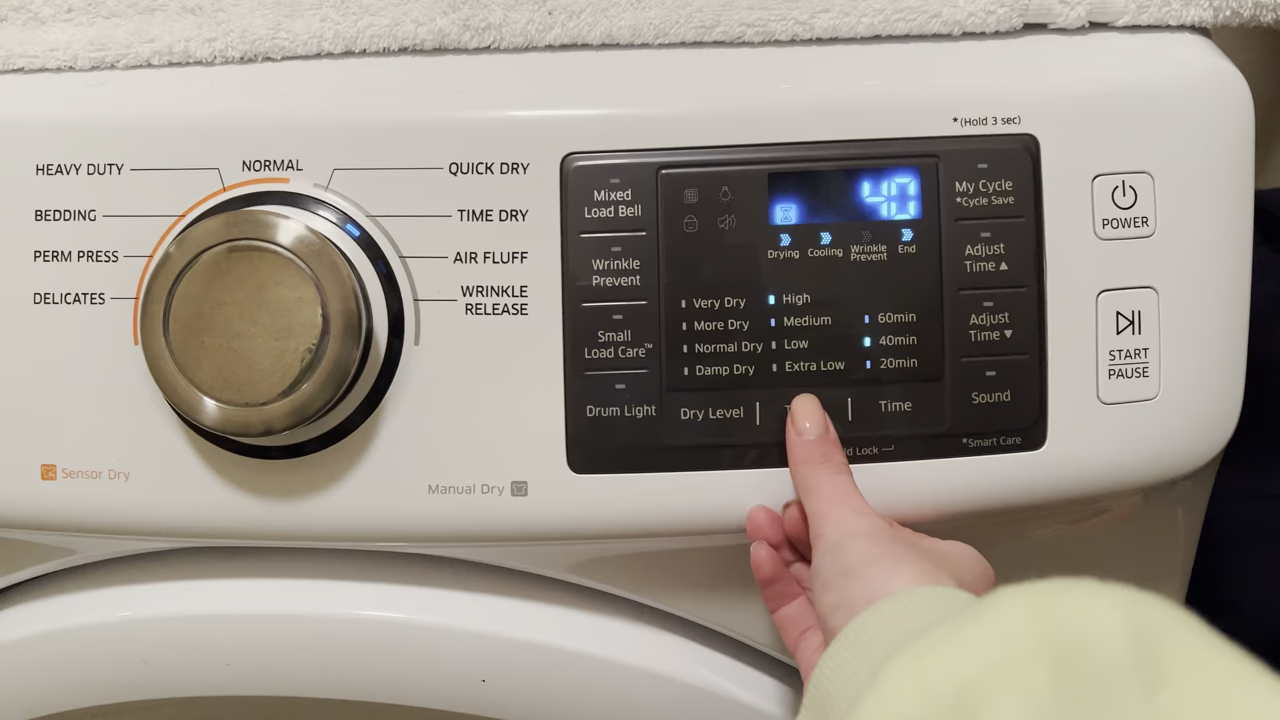 HEAVY DUTY
BEDDING
PERM PRESS
DELICATES
NORMAL
QUICK DRY
TIME DRY
AIR FLUFF
WRINKLE
RELEASE
Sensor Dry
Manual Dry
Mixed
Load Bell
Wrinkle
Prevent
Small
Load Care™
Drum Light
40
Drying
Cooling
Wrinkle
Prevent
End
Very Dry
More Dry
Normal Dry
Damp Dry
High
Medium
Low
Extra Low
60min
40min
20min
Dry Level
Time
Lock
*(Hold 3 sec)
My Cycle
*Cycle Save
Adjust
Time ▲
Adjust
Time ▼
Sound
*Smart Care
POWER
START
PAUSE